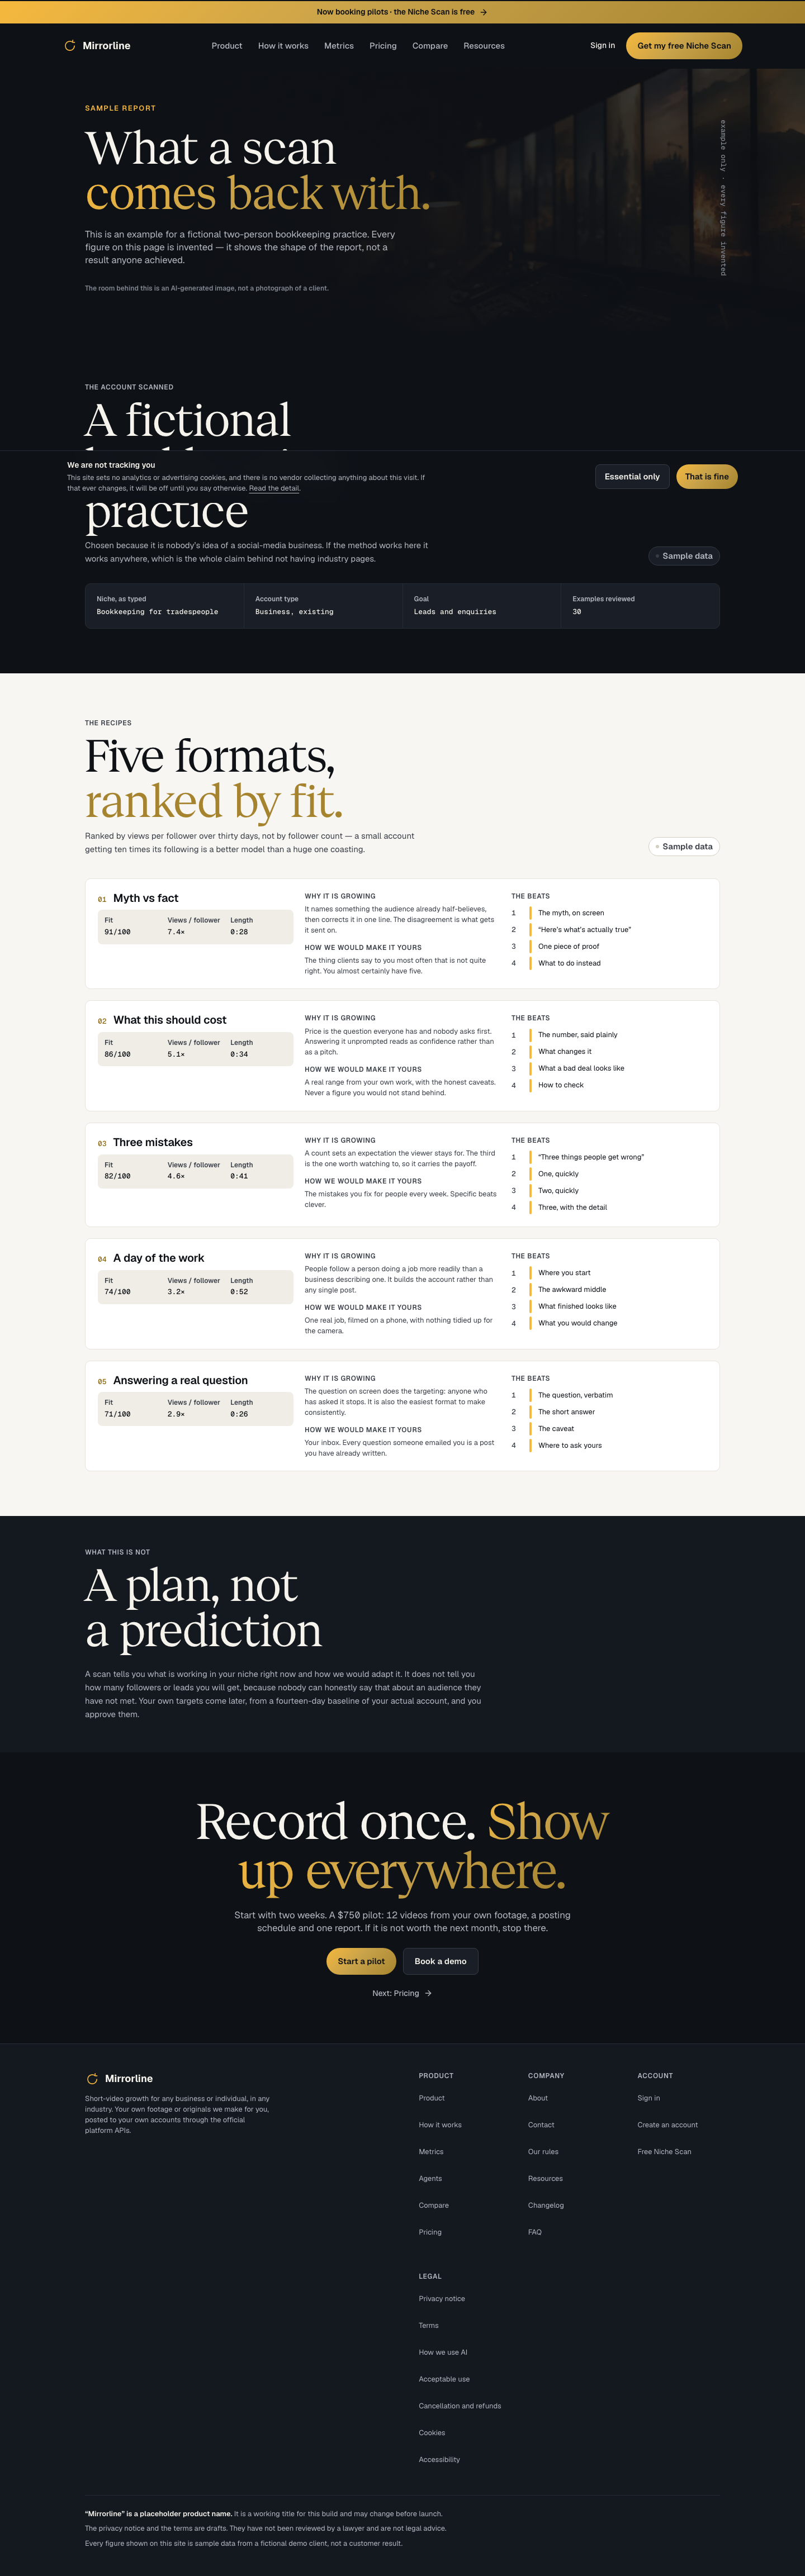 Now booking pilots · the Niche Scan is free →
Mirrorline
Product
How it works
Metrics
Pricing
Compare
Resources
Sign in
Get my free Niche Scan
SAMPLE REPORT
What a scan
comes back with.
This is an example for a fictional two-person bookkeeping practice. Every
figure on this page is invented — it shows the shape of the report, not a
result anyone achieved.
The room behind this is an AI-generated image, not a photograph of a client.
example only · every figure invented
THE ACCOUNT SCANNED
A fictional
We are not tracking you
This site sets no analytics or advertising cookies, and there is no vendor collecting anything about this visit. If
that ever changes, it will be off until you say otherwise. Read the detail.
Essential only
That is fine
practice
Chosen because it is nobody's idea of a social-media business. If the method works here it
works anywhere, which is the whole claim behind not having industry pages.
Sample data
Niche, as typed
Bookkeeping for tradespeople
Account type
Business, existing
Goal
Leads and enquiries
Examples reviewed
30
THE RECIPES
Five formats,
ranked by fit.
Ranked by views per follower over thirty days, not by follower count — a small account
getting ten times its following is a better model than a huge one coasting.
Sample data
01 Myth vs fact
Fit
91/100
Views / follower
7.4×
Length
0:28
WHY IT IS GROWING
It names something the audience already half-believes,
then corrects it in one line. The disagreement is what gets
it sent on.
HOW WE WOULD MAKE IT YOURS
The thing clients say to you most often that is not quite
right. You almost certainly have five.
THE BEATS
1 The myth, on screen
2 “Here’s what’s actually true”
3 One piece of proof
4 What to do instead
02 What this should cost
Fit
86/100
Views / follower
5.1×
Length
0:34
WHY IT IS GROWING
Price is the question everyone has and nobody asks first.
Answering it unprompted reads as confidence rather than
as a pitch.
HOW WE WOULD MAKE IT YOURS
A real range from your own work, with the honest caveats.
Never a figure you would not stand behind.
THE BEATS
1 The number, said plainly
2 What changes it
3 What a bad deal looks like
4 How to check
03 Three mistakes
Fit
82/100
Views / follower
4.6×
Length
0:41
WHY IT IS GROWING
A count sets an expectation the viewer stays for. The third
is the one worth watching to, so it carries the payoff.
HOW WE WOULD MAKE IT YOURS
The mistakes you fix for people every week. Specific beats
clever.
THE BEATS
1 “Three things people get wrong”
2 One, quickly
3 Two, quickly
4 Three, with the detail
04 A day of the work
Fit
74/100
Views / follower
3.2×
Length
0:52
WHY IT IS GROWING
People follow a person doing a job more readily than a
business describing one. It builds the account rather than
any single post.
HOW WE WOULD MAKE IT YOURS
One real job, filmed on a phone, with nothing tidied up for
the camera.
THE BEATS
1 Where you start
2 The awkward middle
3 What finished looks like
4 What you would change
05 Answering a real question
Fit
71/100
Views / follower
2.9×
Length
0:26
WHY IT IS GROWING
The question on screen does the targeting: anyone who
has asked it stops. It is also the easiest format to make
consistently.
HOW WE WOULD MAKE IT YOURS
Your inbox. Every question someone emailed you is a post
you have already written.
THE BEATS
1 The question, verbatim
2 The short answer
3 The caveat
4 Where to ask yours
WHAT THIS IS NOT
A plan, not
a prediction
A scan tells you what is working in your niche right now and how we would adapt it. It does not tell you
how many followers or leads you will get, because nobody can honestly say that about an audience they
have not met. Your own targets come later, from a fourteen-day baseline of your actual account, and you
approve them.
Record once. Show
up everywhere.
Start with two weeks. A $750 pilot: 12 videos from your own footage, a posting
schedule and one report. If it is not worth the next month, stop there.
Start a pilot
Book a demo
Next: Pricing →
Mirrorline
Short-video growth for any business or individual, in any
industry. Your own footage or originals we make for you,
posted to your own accounts through the official
platform APIs.
PRODUCT
Product
How it works
Metrics
Agents
Compare
Pricing
COMPANY
About
Contact
Our rules
Resources
Changelog
FAQ
ACCOUNT
Sign in
Create an account
Free Niche Scan
LEGAL
Privacy notice
Terms
How we use AI
Acceptable use
Cancellation and refunds
Cookies
Accessibility
“Mirrorline” is a placeholder product name. It is a working title for this build and may change before launch.
The privacy notice and the terms are drafts. They have not been reviewed by a lawyer and are not legal advice.
Every figure shown on this site is sample data from a fictional demo client, not a customer result.